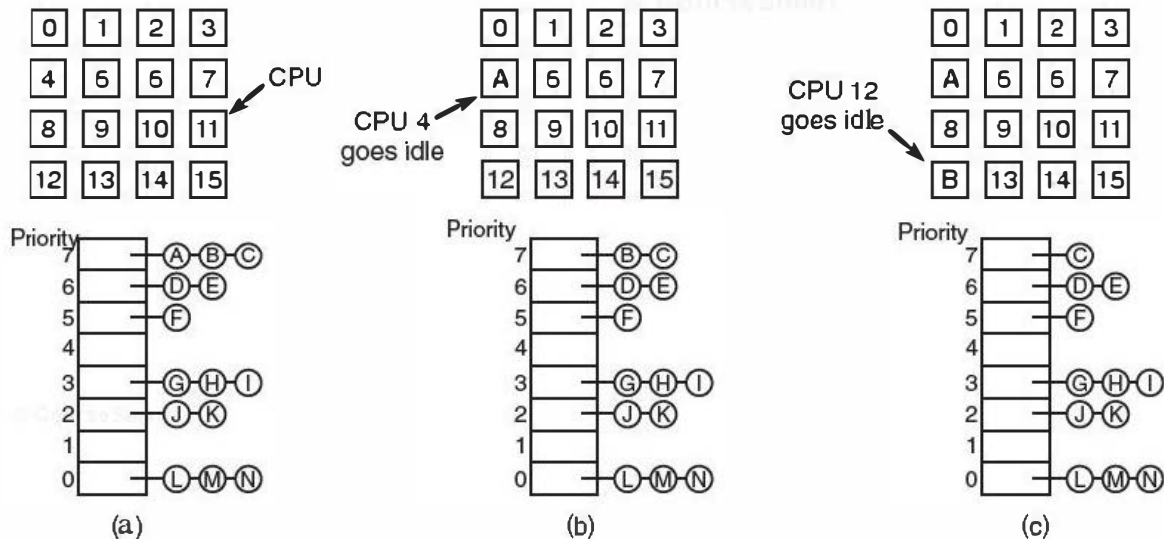 0 1 2 3
4 6 6 7
8 9 10 11
12 13 14 15
CPU
Priority
7 A B C
6 D E
5 F
4
3 G H I
2 J K
1
0 L M N
(a)
0 1 2 3
A 6 6 7
8 9 10 11
12 13 14 15
CPU 4
goes idle
Priority
7 B C
6 D E
5 F
4
3 G H I
2 J K
1
0 L M N
(b)
0 1 2 3
A 6 6 7
8 9 10 11
B 13 14 15
CPU 12
goes idle
Priority
7 C
6 D E
5 F
4
3 G H I
2 J K
1
0 L M N
(c)